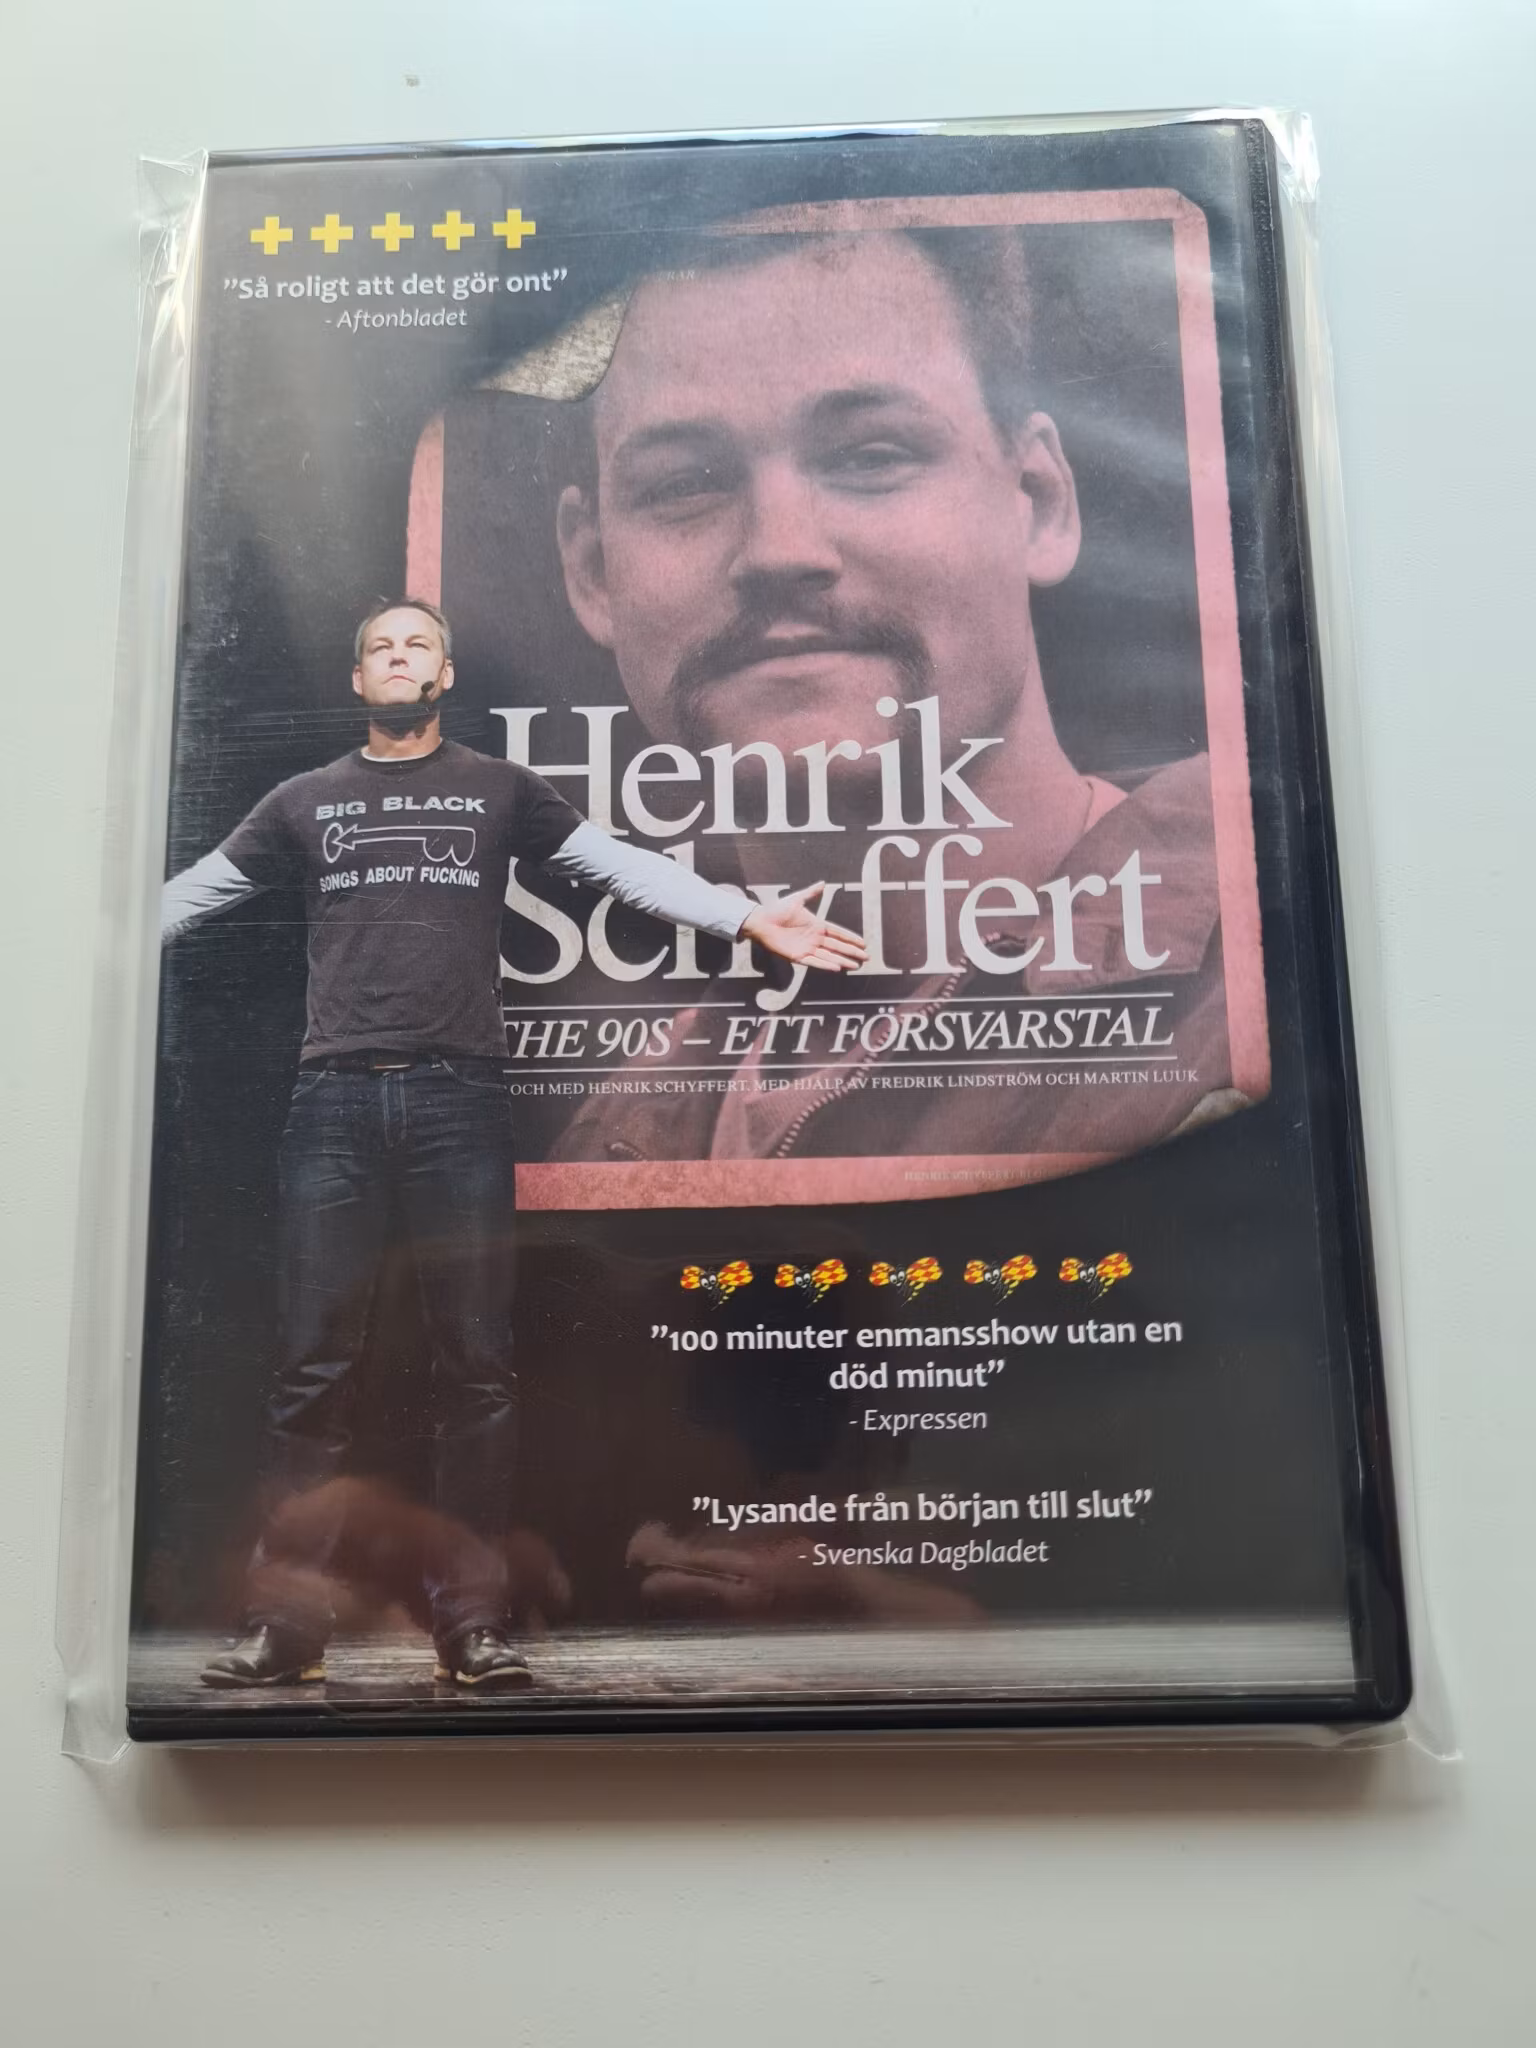 ”Så roligt att det gör ont”
- Aftonbladet
BIG BLACK
SONGS ABOUT FUCKING
Henrik
Schyffert
THE 90S – ETT FÖRSVARSTAL
OCH MED HENRIK SCHYFFERT. MED HJÄLP AV FREDRIK LINDSTRÖM OCH MARTIN LUUK
”100 minuter enmansshow utan en
död minut”
- Expressen
”Lysande från början till slut”
- Svenska Dagbladet